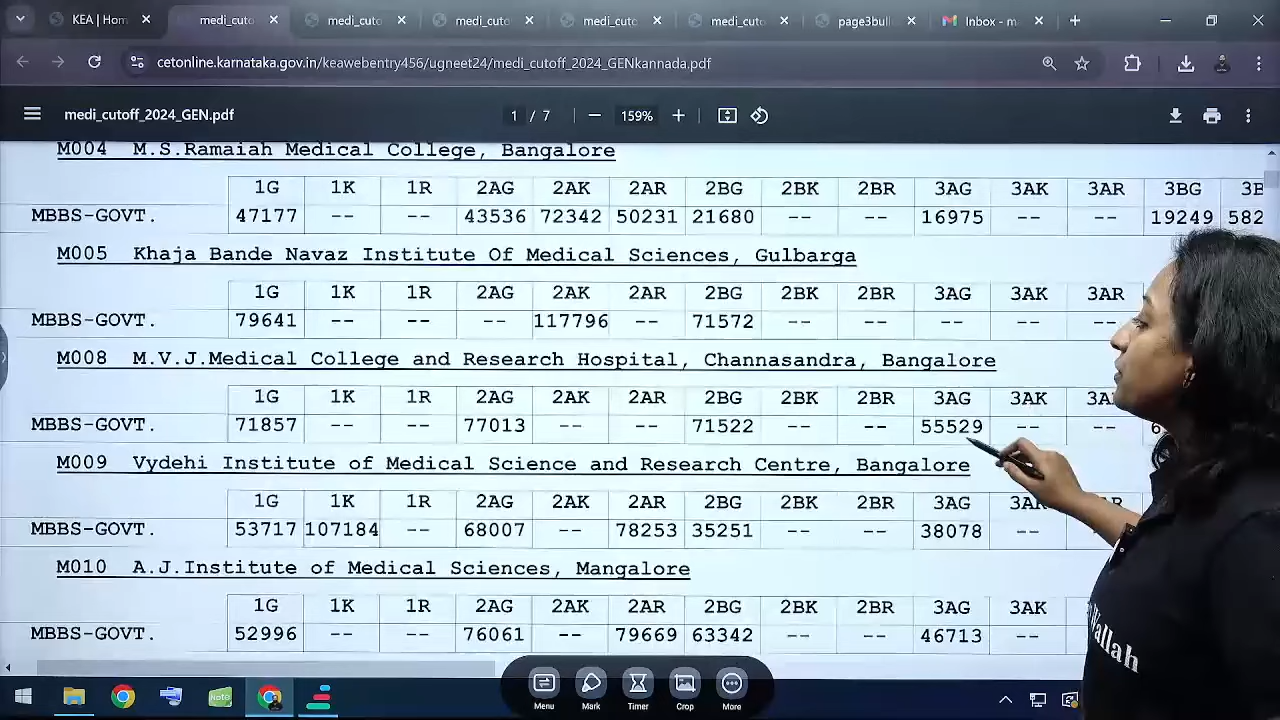 KEA | Hom
medi_cuto
medi_cuto
medi_cuto
medi_cuto
medi_cuto
page3bull
Inbox - m
cetonline.karnataka.gov.in/keawebentry456/ugneet24/medi_cutoff_2024_GENkannada.pdf
medi_cutoff_2024_GEN.pdf
1 / 7
159%
M004 M.S.Ramaiah Medical College, Bangalore
1G 1K 1R 2AG 2AK 2AR 2BG 2BK 2BR 3AG 3AK 3AR 3BG 3B
MBBS-GOVT. 47177 -- -- 43536 72342 50231 21680 -- -- 16975 -- -- 19249 582
M005 Khaja Bande Navaz Institute Of Medical Sciences, Gulbarga
1G 1K 1R 2AG 2AK 2AR 2BG 2BK 2BR 3AG 3AK 3AR
MBBS-GOVT. 79641 -- -- -- 117796 -- 71572 -- -- -- -- --
M008 M.V.J.Medical College and Research Hospital, Channasandra, Bangalore
1G 1K 1R 2AG 2AK 2AR 2BG 2BK 2BR 3AG 3AK 3A
MBBS-GOVT. 71857 -- -- 77013 -- -- 71522 -- -- 55529 -- -- 6
M009 Vydehi Institute of Medical Science and Research Centre, Bangalore
1G 1K 1R 2AG 2AK 2AR 2BG 2BK 2BR 3AG 3AK AR
MBBS-GOVT. 53717 107184 -- 68007 -- 78253 35251 -- -- 38078 --
M010 A.J.Institute of Medical Sciences, Mangalore
1G 1K 1R 2AG 2AK 2AR 2BG 2BK 2BR 3AG 3AK
MBBS-GOVT. 52996 -- -- 76061 -- 79669 63342 -- -- 46713 --
Wallah
Menu Mark Timer Crop More
Note